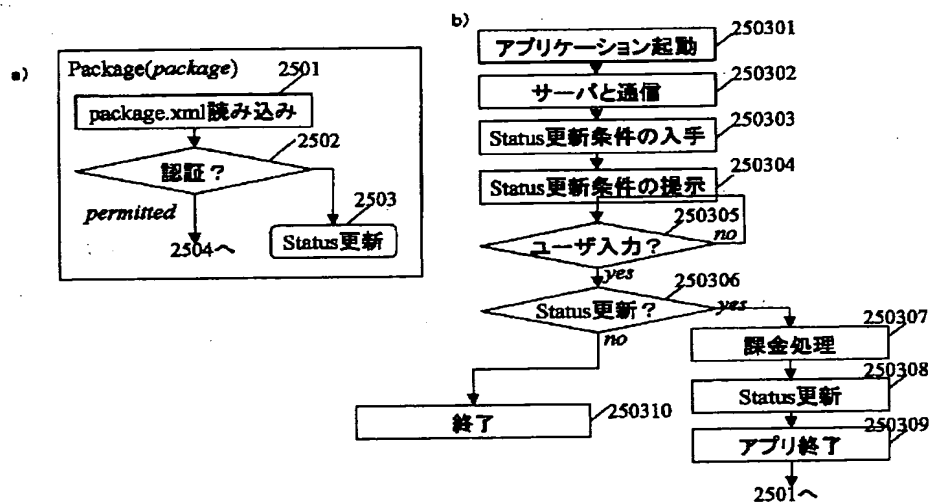 a)
Package(package)
2501
package.xml読み込み
2502
認証？
permitted
2503
2504へ
Status更新
b)
250301
アプリケーション起動
250302
サーバと通信
250303
Status更新条件の入手
250304
Status更新条件の提示
250305
ユーザ入力？
no
yes
250306
Status更新？
yes
no
250307
課金処理
250308
Status更新
250309
アプリ終了
250310
終了
2501へ